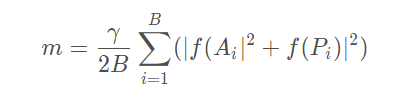 m = \frac{\gamma}{2B} \sum_{i=1}^{B} (|f(A_i|^2 + f(P_i)|^2)